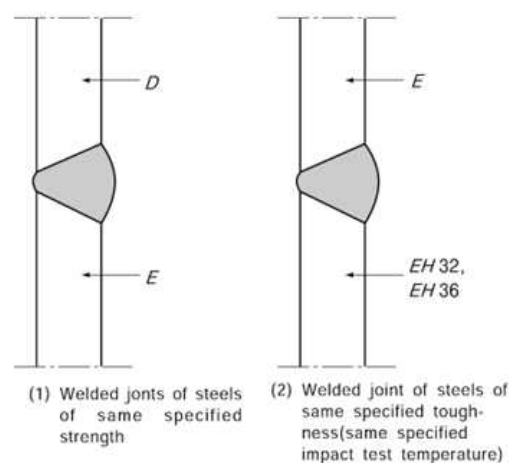 D
E
E
EH 32,
EH 36
(1) Welded jonts of steels
of same specified
strength
(2) Welded joint of steels of
same specified tough-
ness(same specified
impact test temperature)